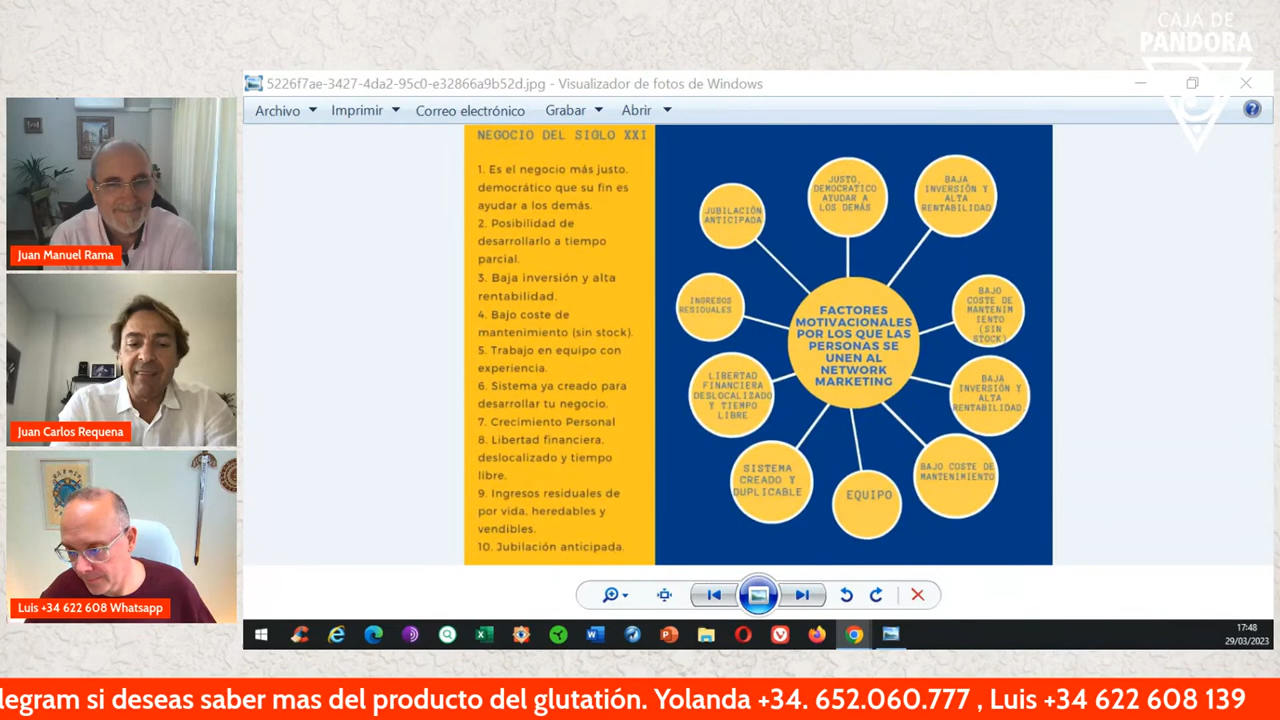 CAJA DE
PANDORA
5226f7ae-3427-4da2-95c0-e32866a9b52d.jpg - Visualizador de fotos de Windows
Archivo Imprimir Correo electrónico Grabar Abrir
NEGOCIO DEL SIGLO XXI
1. Es el negocio más justo,
democrático que su fin es
ayudar a los demás.
2. Posibilidad de
desarrollarlo a tiempo
parcial.
3. Baja inversión y alta
rentabilidad.
4. Bajo coste de
mantenimiento (sin stock).
5. Trabajo en equipo con
experiencia.
6. Sistema ya creado para
desarrollar tu negocio.
7. Crecimiento Personal
8. Libertad financiera,
deslocalizado y tiempo
libre.
9. Ingresos residuales de
por vida, heredables y
vendibles.
10. Jubilación anticipada.
JUBILACIÓN
ANTICIPADA
JUSTO,
DEMOCRATICO
AYUDAR A
LOS DEMÁS
BAJA
INVERSIÓN Y
ALTA
RENTABILIDAD
INGRESOS
RESIDUALES
FACTORES
MOTIVACIONALES
POR LOS QUE LAS
PERSONAS SE
UNEN AL
NETWORK
MARKETING
BAJO
COSTE DE
MANTENIM
IENTO
(SIN
STOCK)
LIBERTAD
FINANCIERA
DESLOCALIZADO
Y TIEMPO
LIBRE
BAJA
INVERSIÓN Y
ALTA
RENTABILIDAD.
SISTEMA
CREADO Y
DUPLICABLE
EQUIPO
BAJO COSTE DE
MANTENIMIENTO
Juan Manuel Rama
Juan Carlos Requena
Luis +34 622 608 Whatsapp
17:48
29/03/2023
legram si deseas saber mas del producto del glutatión. Yolanda +34. 652.060.777 , Luis +34 622 608 139